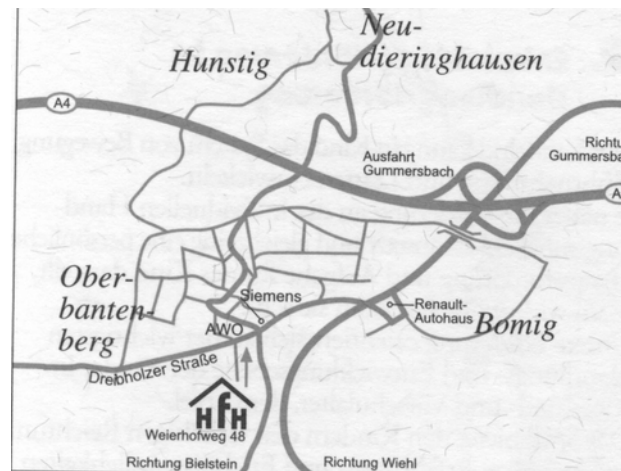 Neu-
dieringhausen
Hunstig
A4
Ausfahrt
Gummersbach
Richtu
Gummersba
A
Ober-
banten-
berg
Siemens
AWO
Renault-
Autohaus
Bomig
Dreibholzer Straße
HfH
Weierhofweg 48
Richtung Bielstein
Richtung Wiehl